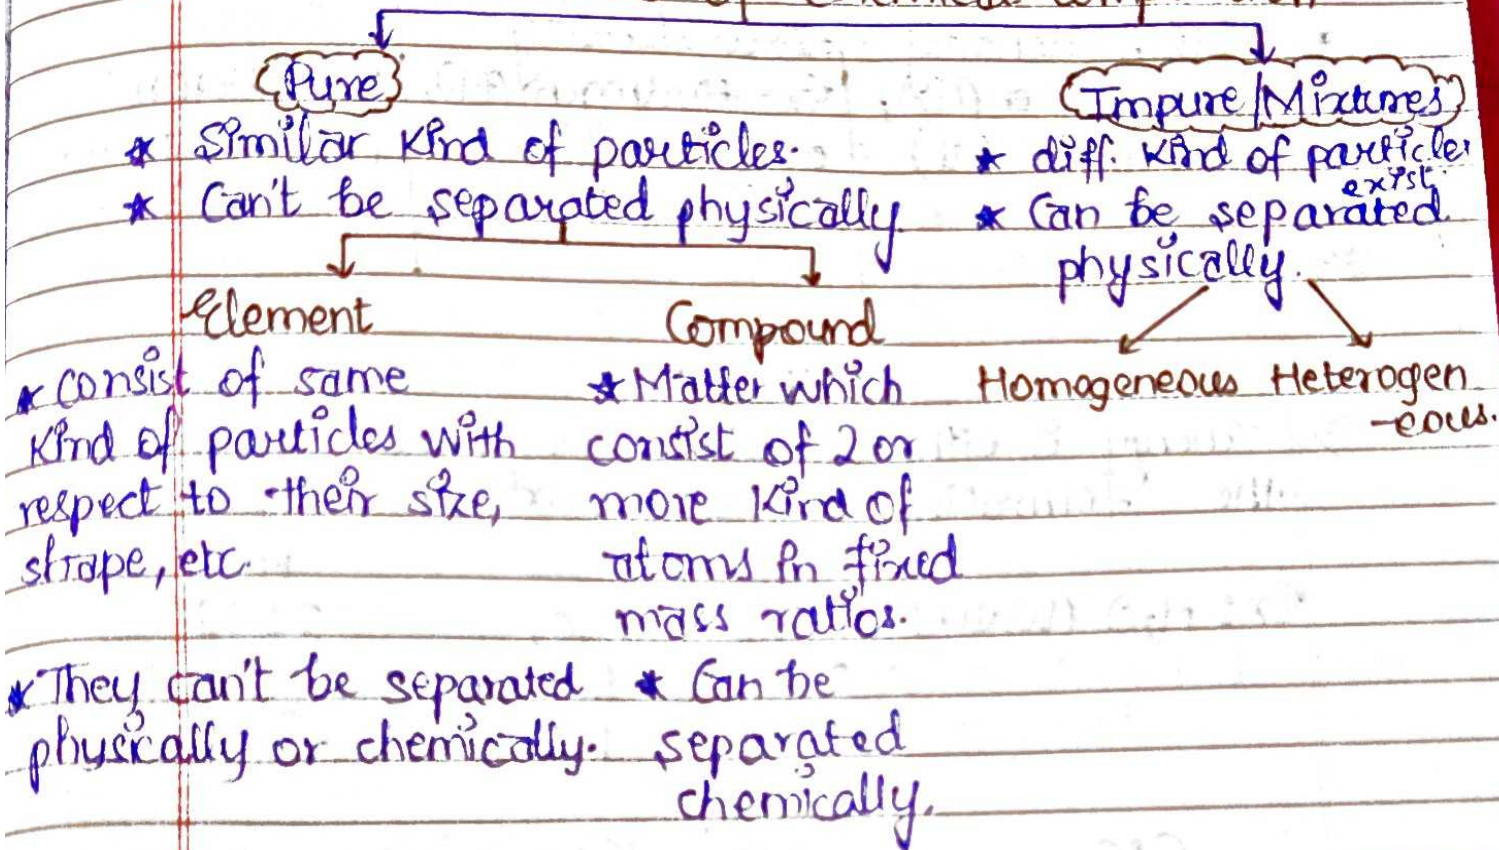 Pure
Impure/Mixtures
* Similar kind of particles.
* Can't be separated physically
* diff. kind of particles
exist.
* Can be separated
physically.
Element
Compound
Homogeneous
Heterogen
-eous.
* consist of same
kind of particles with
respect to their size,
shape, etc.
* Matter which
consist of 2 or
more kind of
atoms in fixed
mass ratios.
* They can't be separated
physically or chemically.
* Can be
separated
chemically.